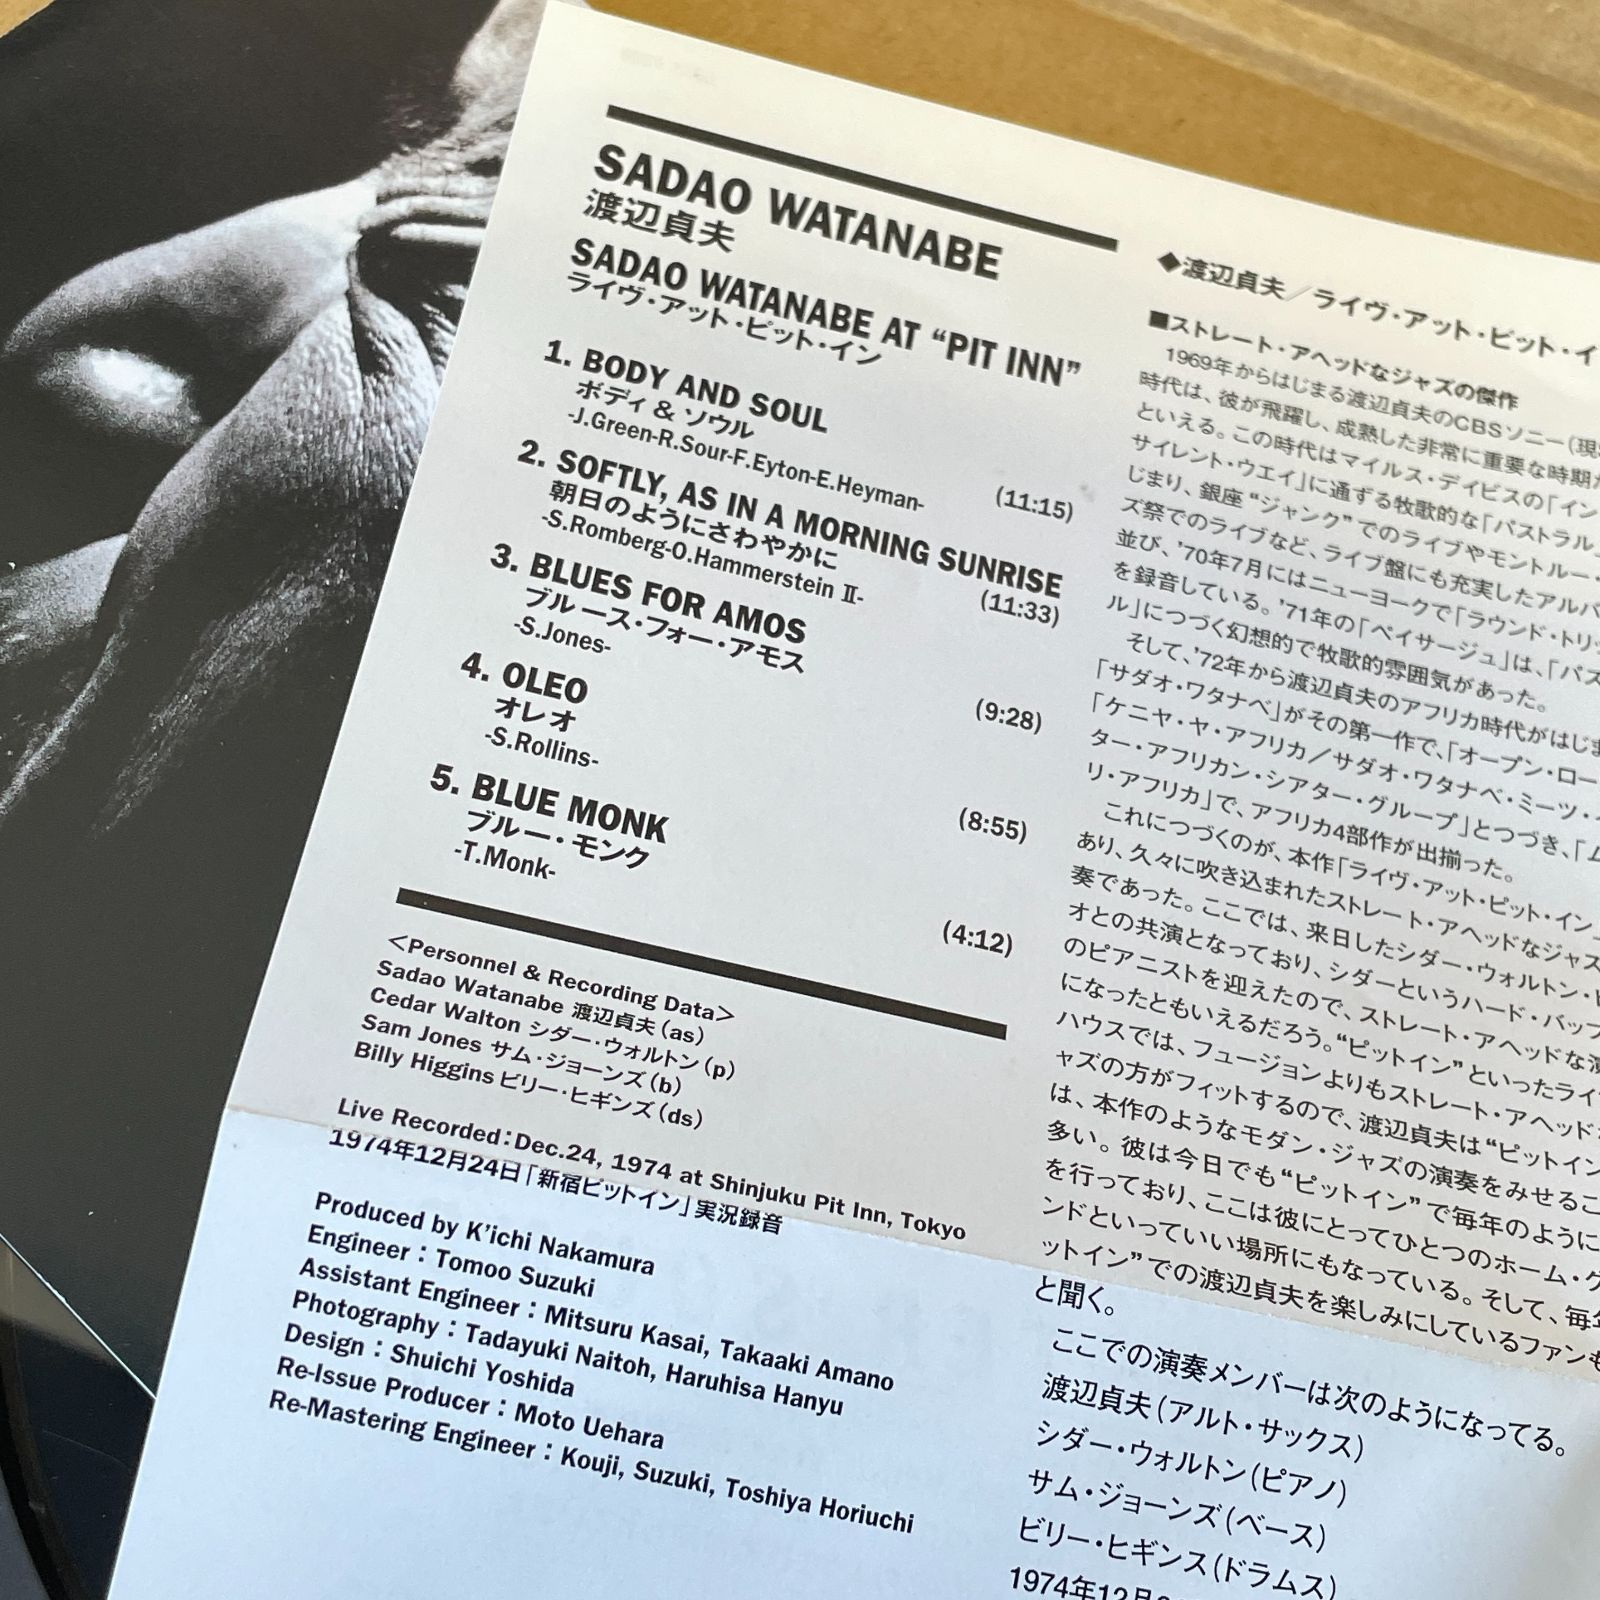 SADAO WATANABE
渡辺貞夫
SADAO WATANABE AT “PIT INN”
ライヴ・アット・ピット・イン
1. BODY AND SOUL
ボディ & ソウル
-J.Green-R.Sour-F.Eyton-E.Heyman-
(11:15)
2. SOFTLY, AS IN A MORNING SUNRISE
朝日のようにさわやかに
-S.Romberg-O.Hammerstein Ⅱ-
(11:33)
3. BLUES FOR AMOS
ブルース・フォー・アモス
-S.Jones-
(9:28)
4. OLEO
オレオ
-S.Rollins-
(8:55)
5. BLUE MONK
ブルー・モンク
-T.Monk-
(4:12)
<Personnel & Recording Data>
Sadao Watanabe 渡辺貞夫(as)
Cedar Walton シダー・ウォルトン(p)
Sam Jones サム・ジョーンズ(b)
Billy Higgins ビリー・ヒギンズ(ds)
Live Recorded:Dec.24, 1974 at Shinjuku Pit Inn, Tokyo
1974年12月24日「新宿ピットイン」実況録音
Produced by K’ichi Nakamura
Engineer : Tomoo Suzuki
Assistant Engineer : Mitsuru Kasai, Takaaki Amano
Photography : Tadayuki Naitoh, Haruhisa Hanyu
Design : Shuichi Yoshida
Re-Issue Producer : Moto Uehara
Re-Mastering Engineer : Kouji, Suzuki, Toshiya Horiuchi
◆渡辺貞夫／ライヴ・アット・ピット・イ
■ストレート・アヘッドなジャズの傑作
1969年からはじまる渡辺貞夫のCBSソニー(現
時代は、彼が飛躍し、成熟した非常に重要な時期
といえる。この時代はマイルス・デイビスの「イン
サイレント・ウエイ」に通ずる牧歌的な「パストラル」
じまり、銀座“ジャンク”でのライブやモントルー・
ズ祭でのライブなど、ライブ盤にも充実したアルバ
並び、’70年7月にはニューヨークで「ラウンド・トリッ
を録音している。’71年の「ペイサージュ」は、「パス
ル」につづく幻想的で牧歌的雰囲気があった。
そして、’72年から渡辺貞夫のアフリカ時代がはじま
「サダオ・ワタナベ」がその第一作で、「オープン・ロー
「ケニヤ・ヤ・アフリカ／サダオ・ワタナベ・ミーツ・
ター・アフリカン・シアター・グループ」とつづき、「ム
リ・アフリカ」で、アフリカ4部作が出揃った。
これにつづくのが、本作「ライヴ・アット・ピット・イン」
あり、久々に吹き込まれたストレート・アヘッドなジャズ
奏であった。ここでは、来日したシダー・ウォルトン・
オとの共演となっており、シダーというハード・バップ
のピアニストを迎えたので、ストレート・アヘッドな演
になったともいえるだろう。“ピットイン”といったライ
ハウスでは、フュージョンよりもストレート・アヘッド
ャズの方がフィットするので、渡辺貞夫は“ピットイン
は、本作のようなモダン・ジャズの演奏をみせるこ
多い。彼は今日でも“ピットイン”で毎年のように
を行っており、ここは彼にとってひとつのホーム・グ
ンドといっていい場所にもなっている。そして、毎年
ットイン”での渡辺貞夫を楽しみにしているファンも
と聞く。
ここでの演奏メンバーは次のようになってる。
渡辺貞夫(アルト・サックス)
シダー・ウォルトン(ピアノ)
サム・ジョーンズ(ベース)
ビリー・ヒギンス(ドラムス)
1974年12月